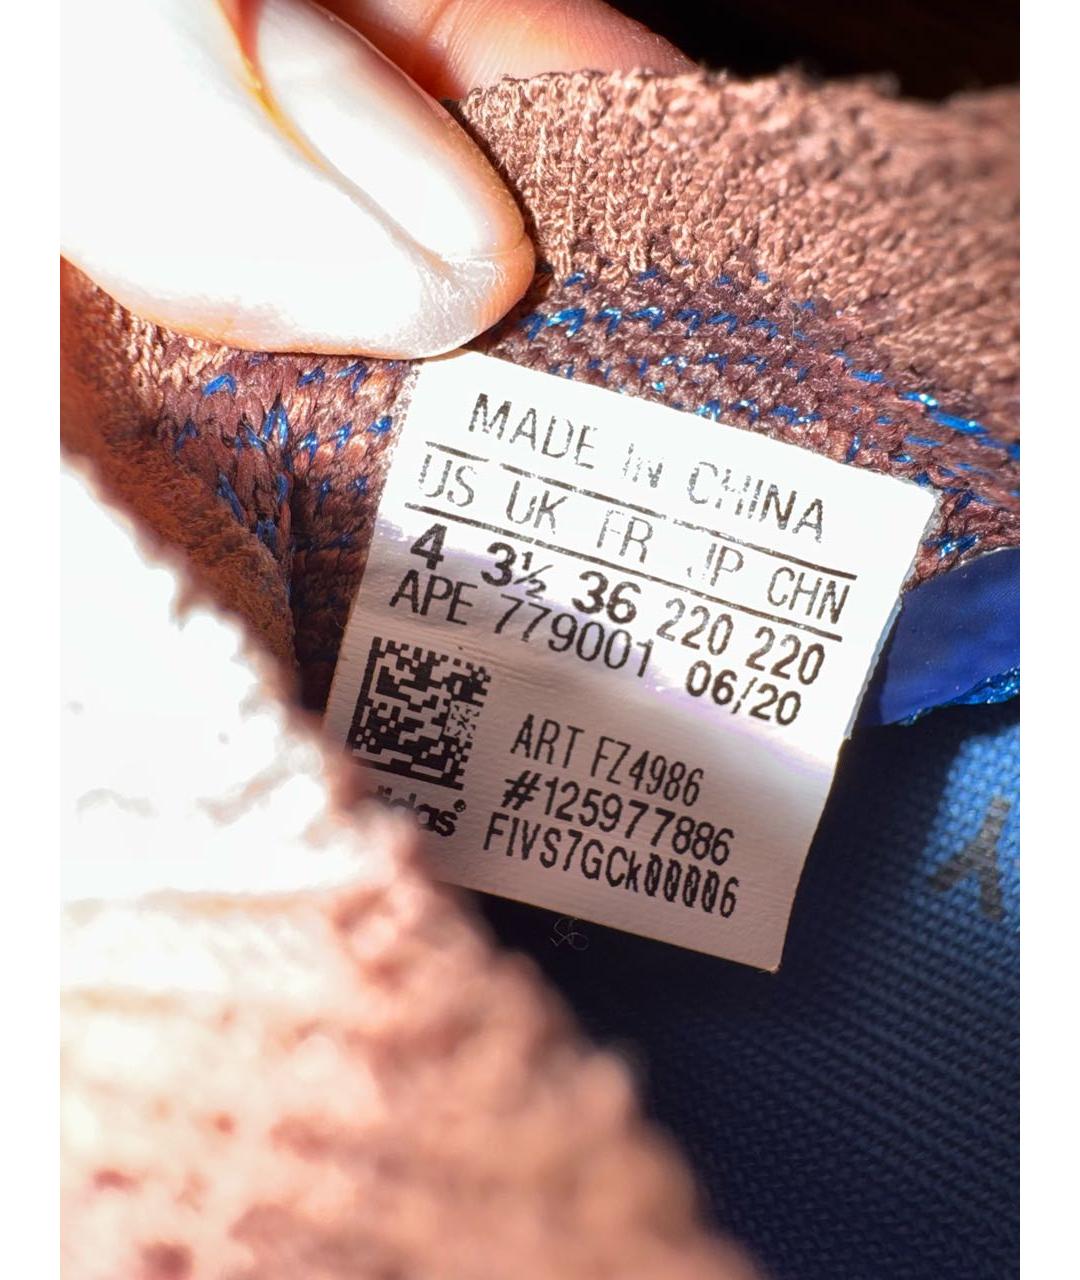 MADE IN CHINA
US UK FR JP CHN
4 3½ 36 220 220
APE 779001 06/20
ART FZ4986
#125977886
adidas®
FIVS7GCk00006